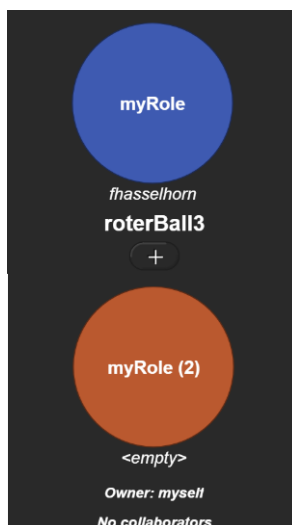 myRole
fhasselhorn
roterBall3
+
myRole (2)
<empty>
Owner: myself
No collaborators